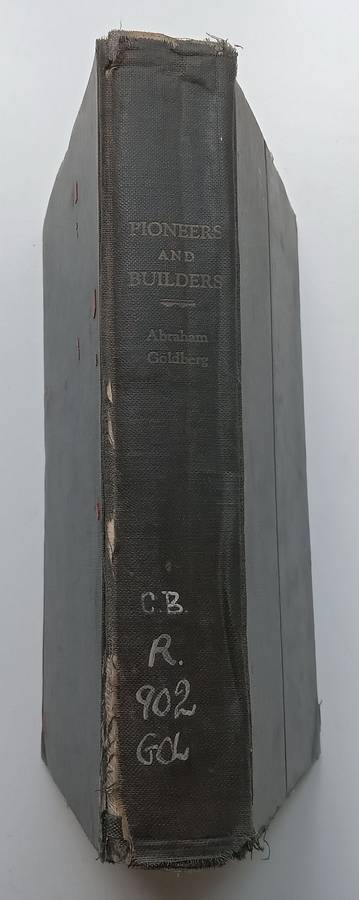 PIONEERS
AND
BUILDERS
Abraham
Goldberg
C.B.
R.
902
GOL